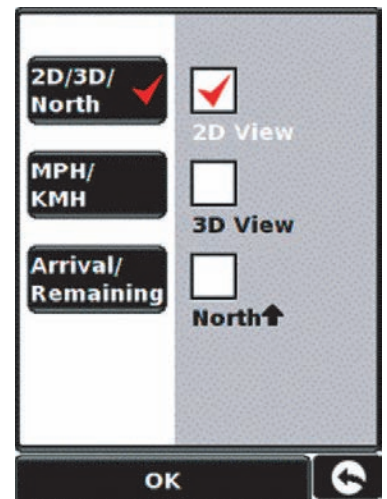 2D/3D/
North
2D View
MPH/
KMH
3D View
Arrival/
Remaining
North
OK